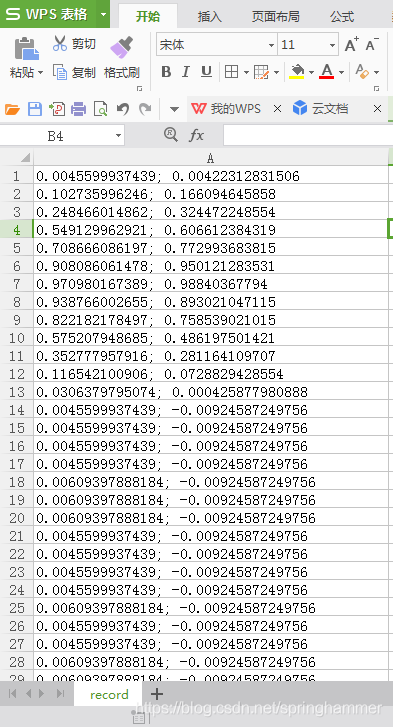 WPS 表格 开始 插入 页面布局 公式
粘贴 剪切 复制 格式刷 宋体 11 A⁺ A⁻
B I U A
我的WPS 云文档
B4 fx
A
1 0.0045599937439; 0.00422312831506
2 0.102735996246; 0.166094645858
3 0.248466014862; 0.324472248554
4 0.549129962921; 0.606612384319
5 0.708666086197; 0.772993683815
6 0.908086061478; 0.950121283531
7 0.970980167389; 0.98840367794
8 0.938766002655; 0.893021047115
9 0.822182178497; 0.758539021015
10 0.575207948685; 0.486197501421
11 0.352777957916; 0.281164109707
12 0.116542100906; 0.0728829428554
13 0.0306379795074; 0.000425877980888
14 0.0045599937439; -0.00924587249756
15 0.0045599937439; -0.00924587249756
16 0.0045599937439; -0.00924587249756
17 0.0045599937439; -0.00924587249756
18 0.00609397888184; -0.00924587249756
19 0.00609397888184; -0.00924587249756
20 0.00609397888184; -0.00924587249756
21 0.0045599937439; -0.00924587249756
22 0.0045599937439; -0.00924587249756
23 0.0045599937439; -0.00924587249756
24 0.0045599937439; -0.00924587249756
25 0.00609397888184; -0.00924587249756
26 0.0045599937439; -0.00924587249756
27 0.0045599937439; -0.00924587249756
28 0.00609397888184; -0.00924587249756
29 0.0045599937439; -0.00924587249756
record
https://blog.csdn.net/springhammer